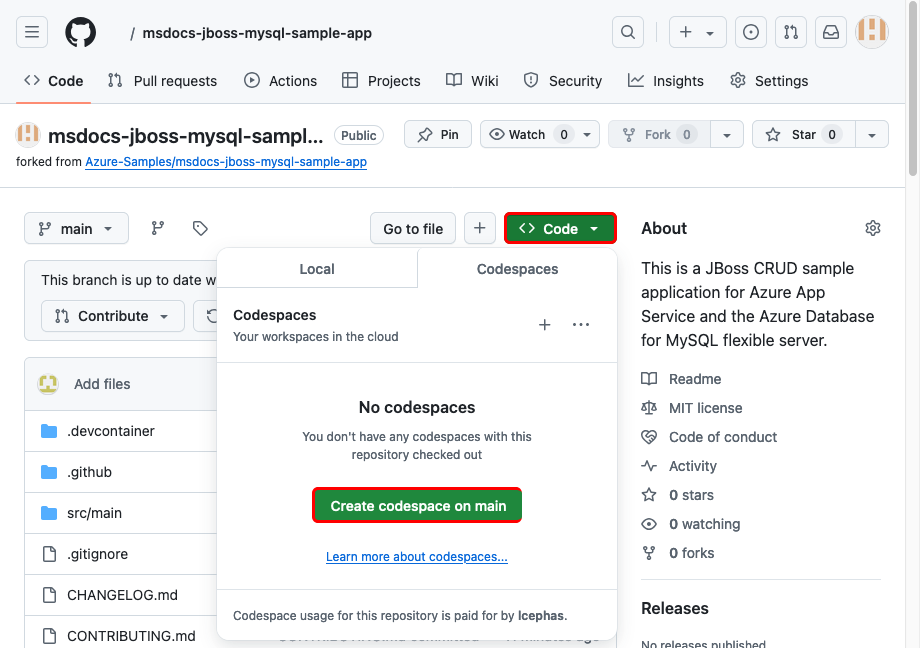 / msdocs-jboss-mysql-sample-app
Code
Pull requests
Actions
Projects
Wiki
Security
Insights
Settings
msdocs-jboss-mysql-sampl...
Public
Pin
Watch 0
Fork 0
Star 0
forked from Azure-Samples/msdocs-jboss-mysql-sample-app
main
Go to file
Code
About
This branch is up to date w
Contribute
Local
Codespaces
Codespaces
Your workspaces in the cloud
No codespaces
You don't have any codespaces with this
repository checked out
Create codespace on main
Learn more about codespaces...
Codespace usage for this repository is paid for by Icephas.
Add files
.devcontainer
.github
src/main
.gitignore
CHANGELOG.md
CONTRIBUTING.md
This is a JBoss CRUD sample
application for Azure App
Service and the Azure Database
for MySQL flexible server.
Readme
MIT license
Code of conduct
Activity
0 stars
0 watching
0 forks
Releases
No releases published